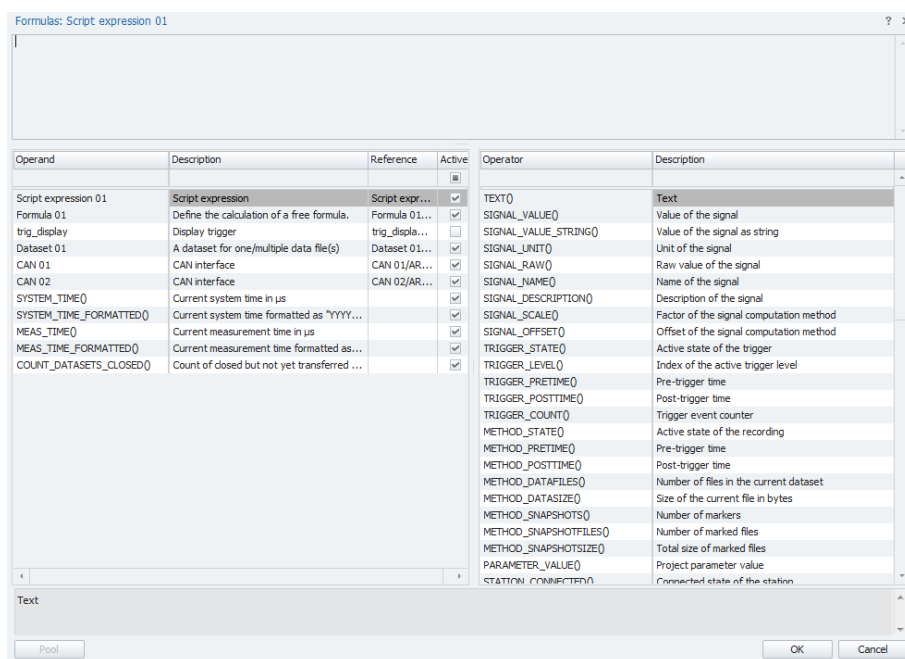 Formulas: Script expression 01
?
Operand Description Reference Active
Script expression 01 Script expression Script expr...
Formula 01 Define the calculation of a free formula. Formula 01...
trig_display Display trigger trig_displa...
Dataset 01 A dataset for one/multiple data file(s) Dataset 01...
CAN 01 CAN interface CAN 01/AR...
CAN 02 CAN interface CAN 02/AR...
SYSTEM_TIME() Current system time in µs
SYSTEM_TIME_FORMATTED() Current system time formatted as "YYYY...
MEAS_TIME() Current measurement time in µs
MEAS_TIME_FORMATTED() Current measurement time formatted as...
COUNT_DATASETS_CLOSED() Count of closed but not yet transferred ...
Operator Description
TEXT() Text
SIGNAL_VALUE() Value of the signal
SIGNAL_VALUE_STRING() Value of the signal as string
SIGNAL_UNIT() Unit of the signal
SIGNAL_RAW() Raw value of the signal
SIGNAL_NAME() Name of the signal
SIGNAL_DESCRIPTION() Description of the signal
SIGNAL_SCALE() Factor of the signal computation method
SIGNAL_OFFSET() Offset of the signal computation method
TRIGGER_STATE() Active state of the trigger
TRIGGER_LEVEL() Index of the active trigger level
TRIGGER_PRETIME() Pre-trigger time
TRIGGER_POSTTIME() Post-trigger time
TRIGGER_COUNT() Trigger event counter
METHOD_STATE() Active state of the recording
METHOD_PRETIME() Pre-trigger time
METHOD_POSTTIME() Post-trigger time
METHOD_DATAFILES() Number of files in the current dataset
METHOD_DATASIZE() Size of the current file in bytes
METHOD_SNAPSHOTS() Number of markers
METHOD_SNAPSHOTFILES() Number of marked files
METHOD_SNAPSHOTSIZE() Total size of marked files
PARAMETER_VALUE() Project parameter value
STATION_CONNECTED() Connected state of the station
Text
Pool OK Cancel